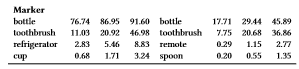 Marker
bottle 76.74 86.95 91.60 bottle 17.71 29.44 45.89
toothbrush 11.03 20.92 46.98 toothbrush 7.75 20.68 36.86
refrigerator 2.83 5.46 8.83 remote 0.29 1.15 2.77
cup 0.68 1.71 3.24 spoon 0.20 0.55 1.35